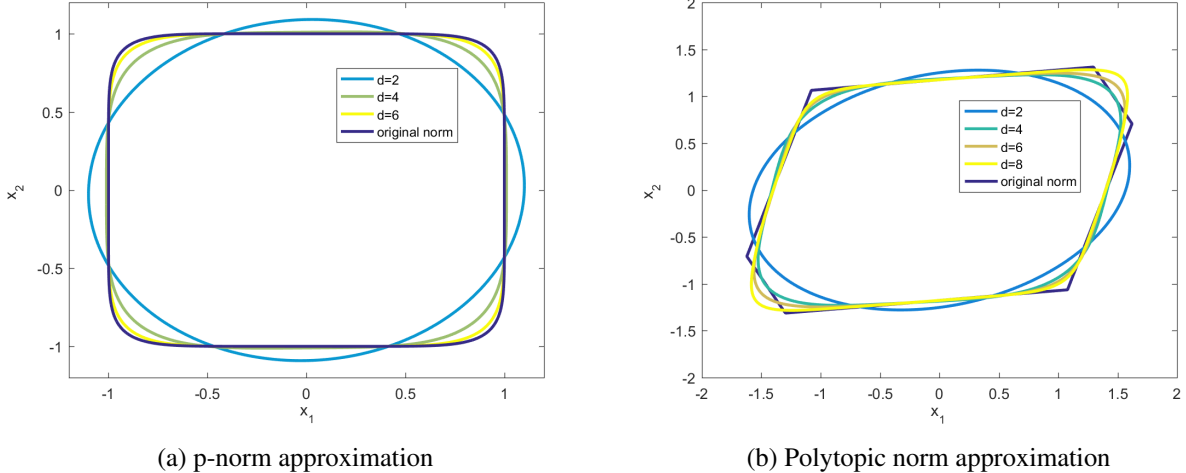 1
0.5
0
-0.5
-1
x2
-1
-0.5
0
0.5
1
x1
d=2
d=4
d=6
original norm
(a) p-norm approximation
2
1.5
1
0.5
0
-0.5
-1
-1.5
-2
x2
-2
-1.5
-1
-0.5
0
0.5
1
1.5
2
x1
d=2
d=4
d=6
d=8
original norm
(b) Polytopic norm approximation